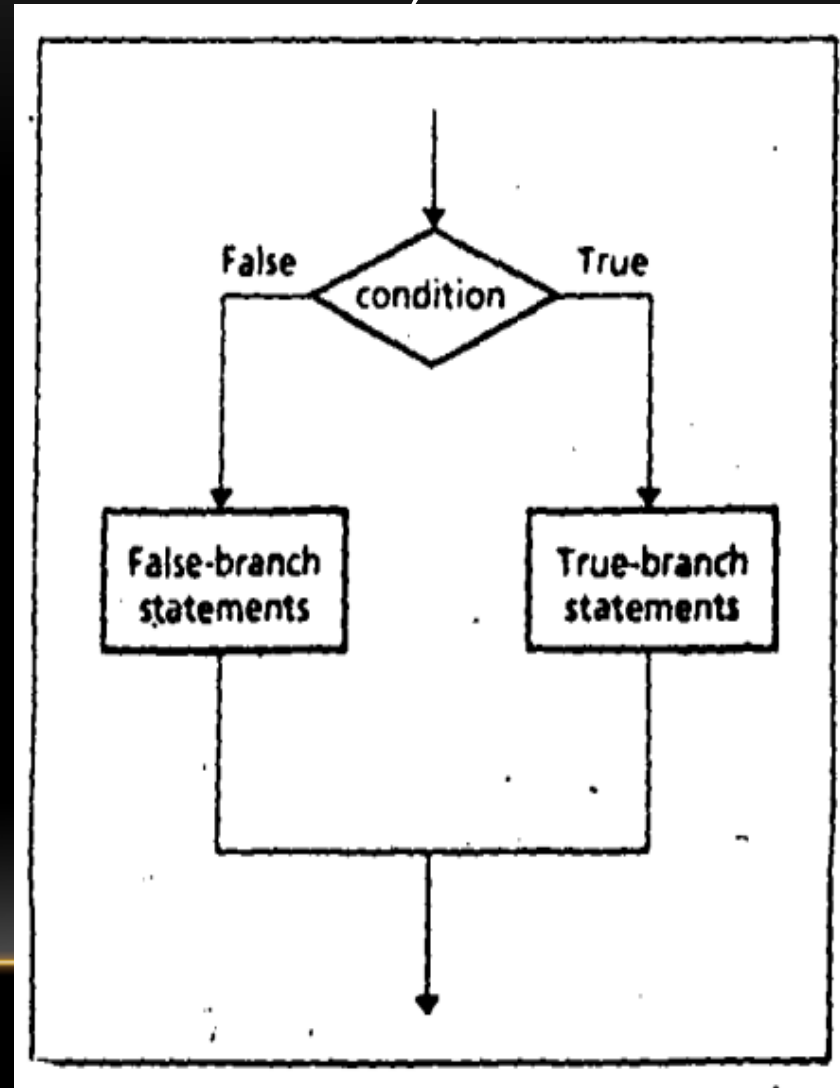 False
True
condition
False-branch
statements
True-branch
statements